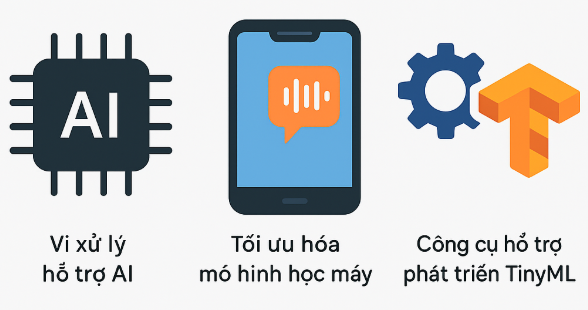 AI
Vi xử lý
hỗ trợ AI
Tối ưu hóa
mó hinh học máy
Công cụ hổ trợ
phát triển TinyML